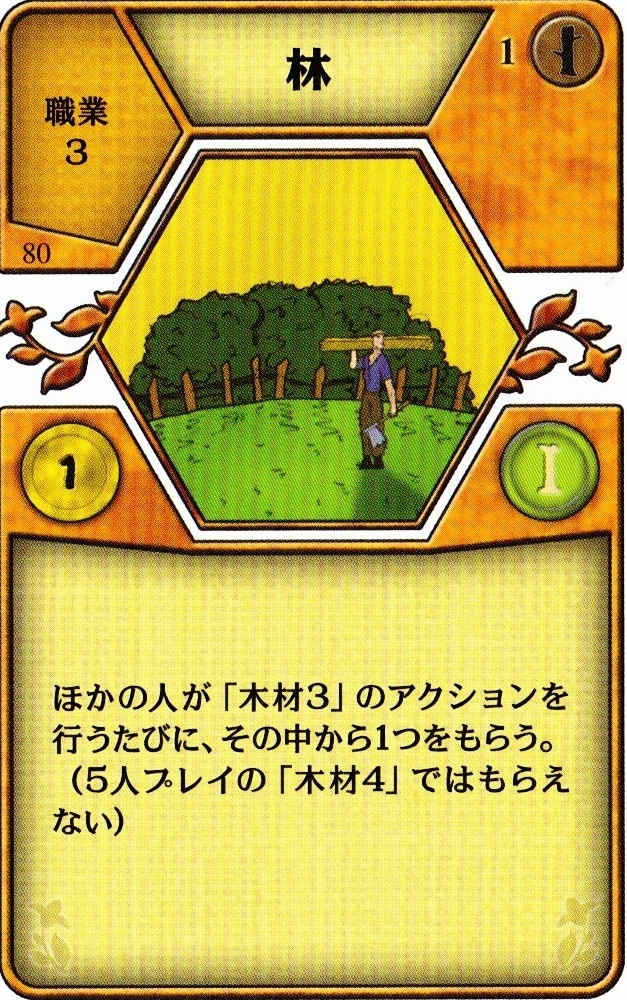 林
1
職業
3
80
1
I
ほかの人が「木材3」のアクションを
行うたびに、その中から1つをもらう。
（5人プレイの「木材4」ではもらえ
ない）